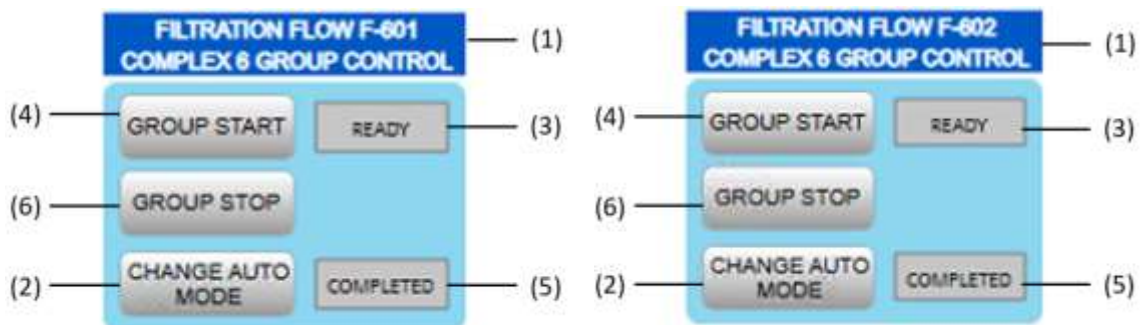 FILTRATION FLOW F-601
COMPLEX 6 GROUP CONTROL
(1)
(4)
GROUP START
READY
(3)
(6)
GROUP STOP
(2)
CHANGE AUTO
MODE
COMPLETED
(5)
FILTRATION FLOW F-602
COMPLEX 6 GROUP CONTROL
(1)
(4)
GROUP START
READY
(3)
(6)
GROUP STOP
(2)
CHANGE AUTO
MODE
COMPLETED
(5)